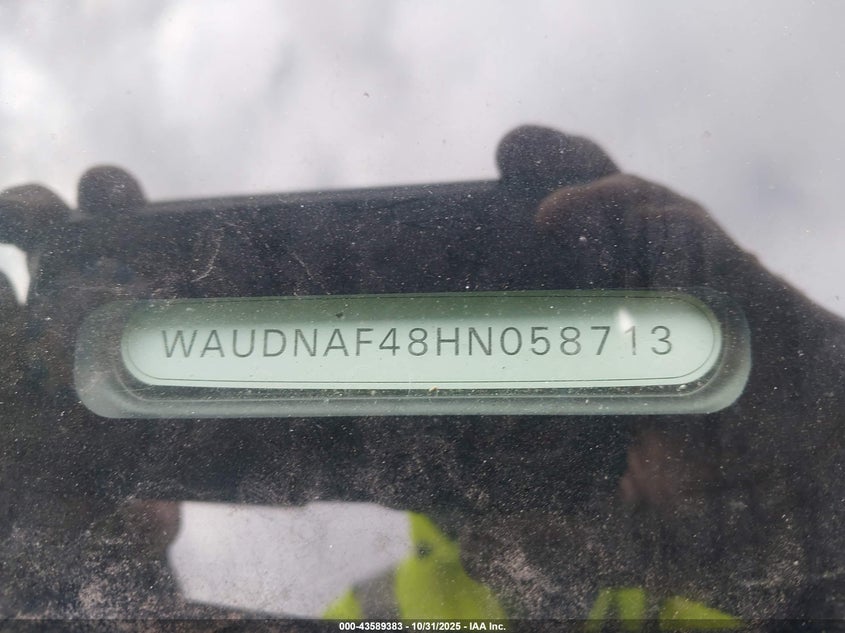 WAUDNAF48HN058713
000-43589383 - 10/31/2025 - IAA Inc.